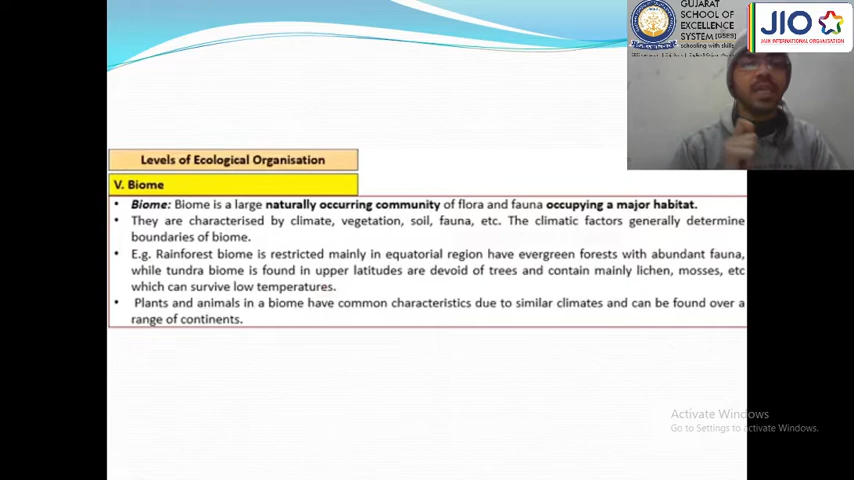 GUJARAT
SCHOOL OF
EXCELLENCE
SYSTEM [GSES]
schooling with skills
JIO
JAIN INTERNATIONAL ORGANISATION
Levels of Ecological Organisation
V. Biome
• Biome: Biome is a large naturally occurring community of flora and fauna occupying a major habitat.
• They are characterised by climate, vegetation, soil, fauna, etc. The climatic factors generally determine
boundaries of biome.
• E.g. Rainforest biome is restricted mainly in equatorial region have evergreen forests with abundant fauna,
while tundra biome is found in upper latitudes are devoid of trees and contain mainly lichen, mosses, etc
which can survive low temperatures.
• Plants and animals in a biome have common characteristics due to similar climates and can be found over a
range of continents.
Activate Windows
Go to Settings to activate Windows.